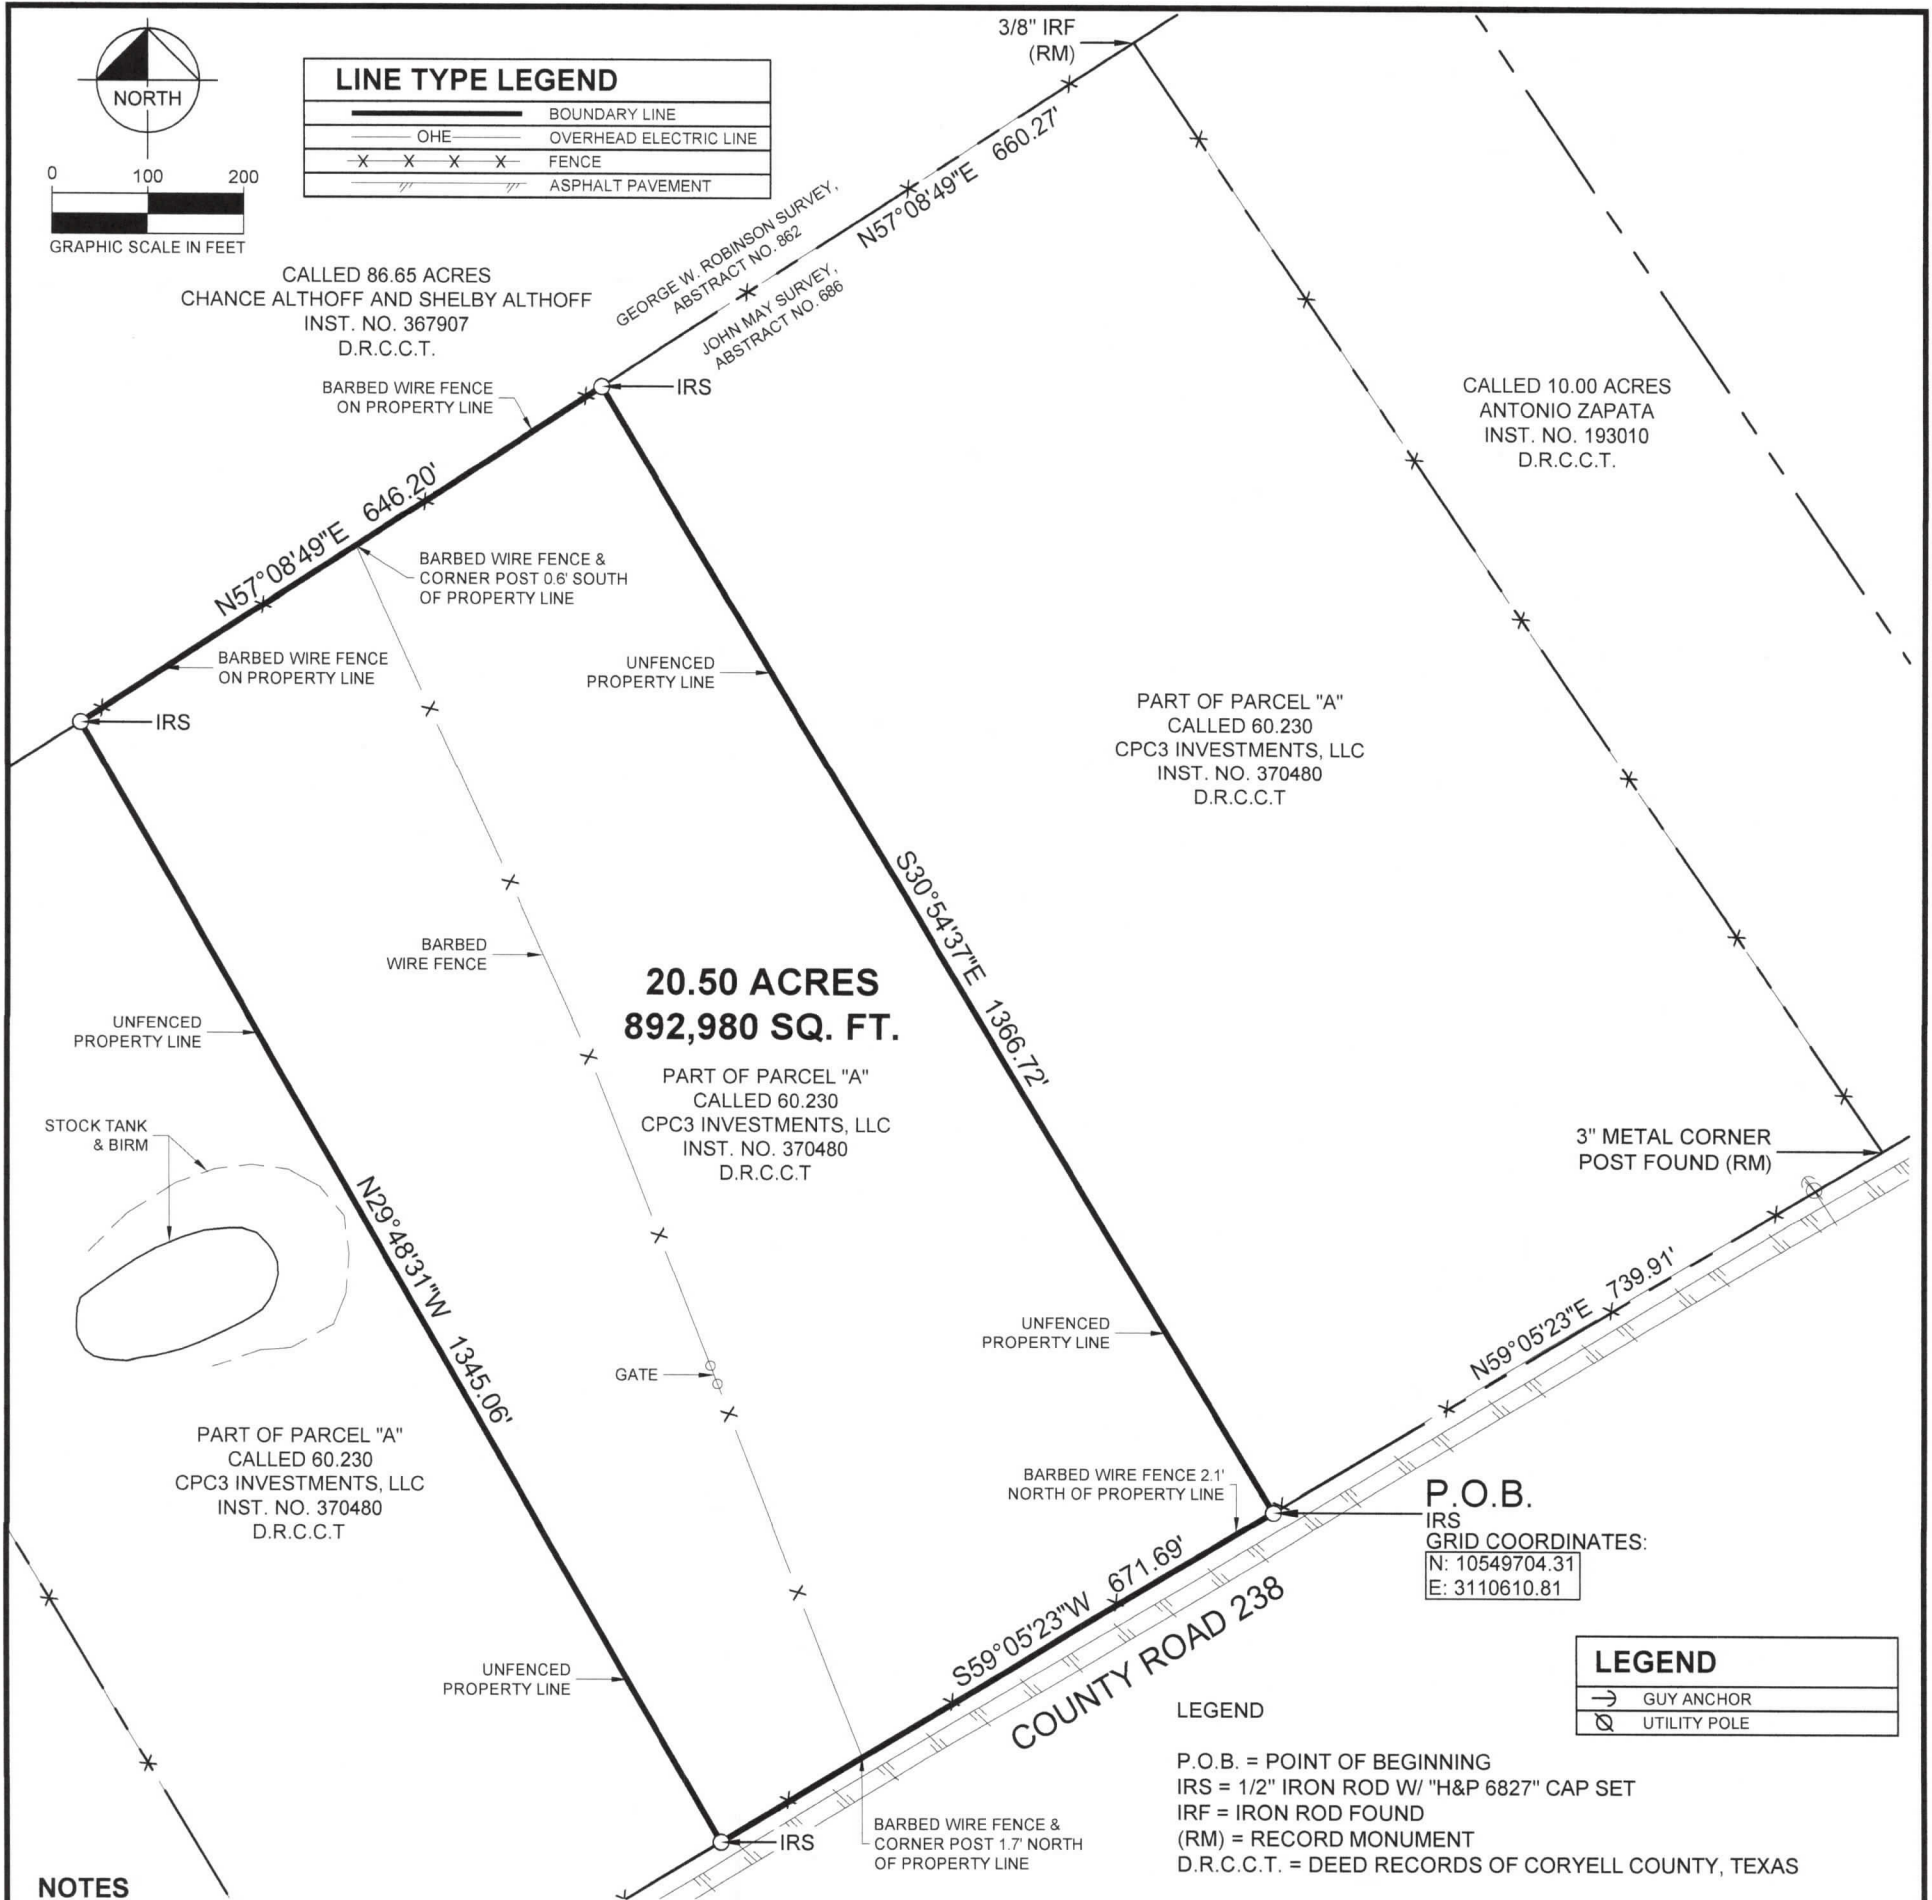 3/8" IRF
(RM)
NORTH
LINE TYPE LEGEND
BOUNDARY LINE
OHE OVERHEAD ELECTRIC LINE
X X X X FENCE
ASPHALT PAVEMENT
0 100 200
GRAPHIC SCALE IN FEET
CALLED 86.65 ACRES
CHANCE ALTHOFF AND SHELBY ALTHOFF
INST. NO. 367907
D.R.C.C.T.
GEORGE W. ROBINSON SURVEY,
ABSTRACT NO. 862
JOHN MAY SURVEY,
ABSTRACT NO. 686
N57°08'49"E 660.27'
BARBED WIRE FENCE
ON PROPERTY LINE
IRS
CALLED 10.00 ACRES
ANTONIO ZAPATA
INST. NO. 193010
D.R.C.C.T.
N57°08'49"E 646.20'
BARBED WIRE FENCE &
CORNER POST 0.6' SOUTH
OF PROPERTY LINE
BARBED WIRE FENCE
ON PROPERTY LINE
UNFENCED
PROPERTY LINE
IRS
PART OF PARCEL "A"
CALLED 60.230
CPC3 INVESTMENTS, LLC
INST. NO. 370480
D.R.C.C.T
S30°54'37"E 1366.72'
BARBED
WIRE FENCE
20.50 ACRES
892,980 SQ. FT.
PART OF PARCEL "A"
CALLED 60.230
CPC3 INVESTMENTS, LLC
INST. NO. 370480
D.R.C.C.T
UNFENCED
PROPERTY LINE
STOCK TANK
& BIRM
3" METAL CORNER
POST FOUND (RM)
N29°48'31"W 1345.06'
N59°05'23"E 739.91'
UNFENCED
PROPERTY LINE
GATE
PART OF PARCEL "A"
CALLED 60.230
CPC3 INVESTMENTS, LLC
INST. NO. 370480
D.R.C.C.T
BARBED WIRE FENCE 2.1'
NORTH OF PROPERTY LINE
P.O.B.
IRS
GRID COORDINATES:
N: 10549704.31
E: 3110610.81
S59°05'23"W 671.69'
COUNTY ROAD 238
UNFENCED
PROPERTY LINE
LEGEND
GUY ANCHOR
UTILITY POLE
LEGEND
P.O.B. = POINT OF BEGINNING
IRS = 1/2" IRON ROD W/ "H&P 6827" CAP SET
IRF = IRON ROD FOUND
(RM) = RECORD MONUMENT
D.R.C.C.T. = DEED RECORDS OF CORYELL COUNTY, TEXAS
IRS
BARBED WIRE FENCE &
CORNER POST 1.7' NORTH
OF PROPERTY LINE
NOTES